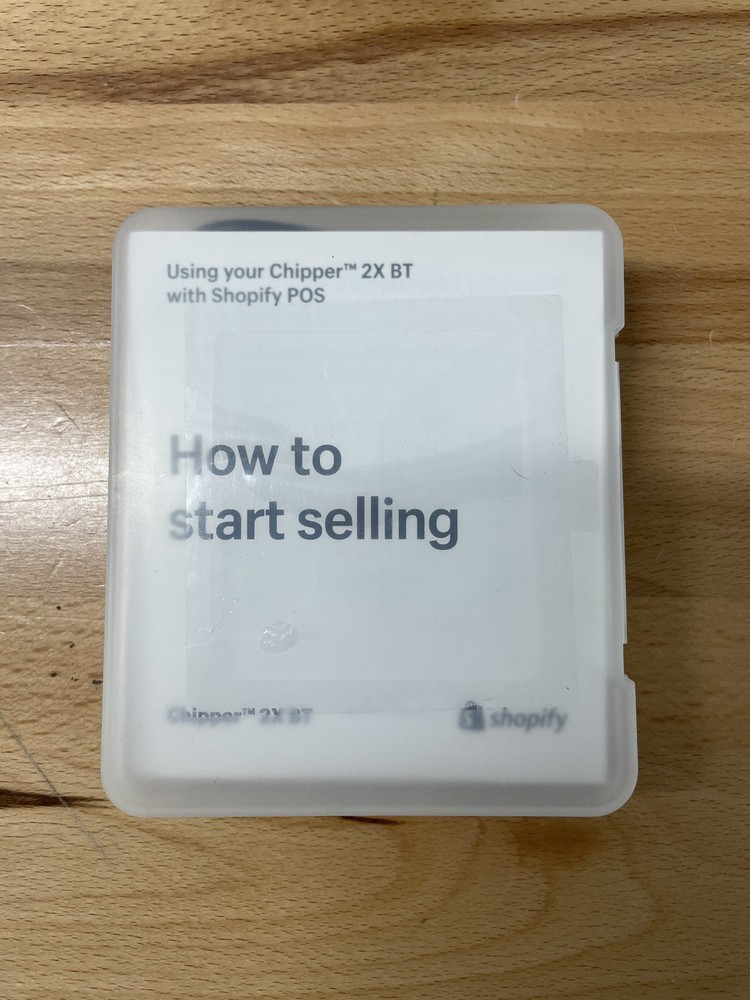 Using your Chipper™ 2X BT
with Shopify POS
How to
start selling
Chipper™ 2X BT
shopify